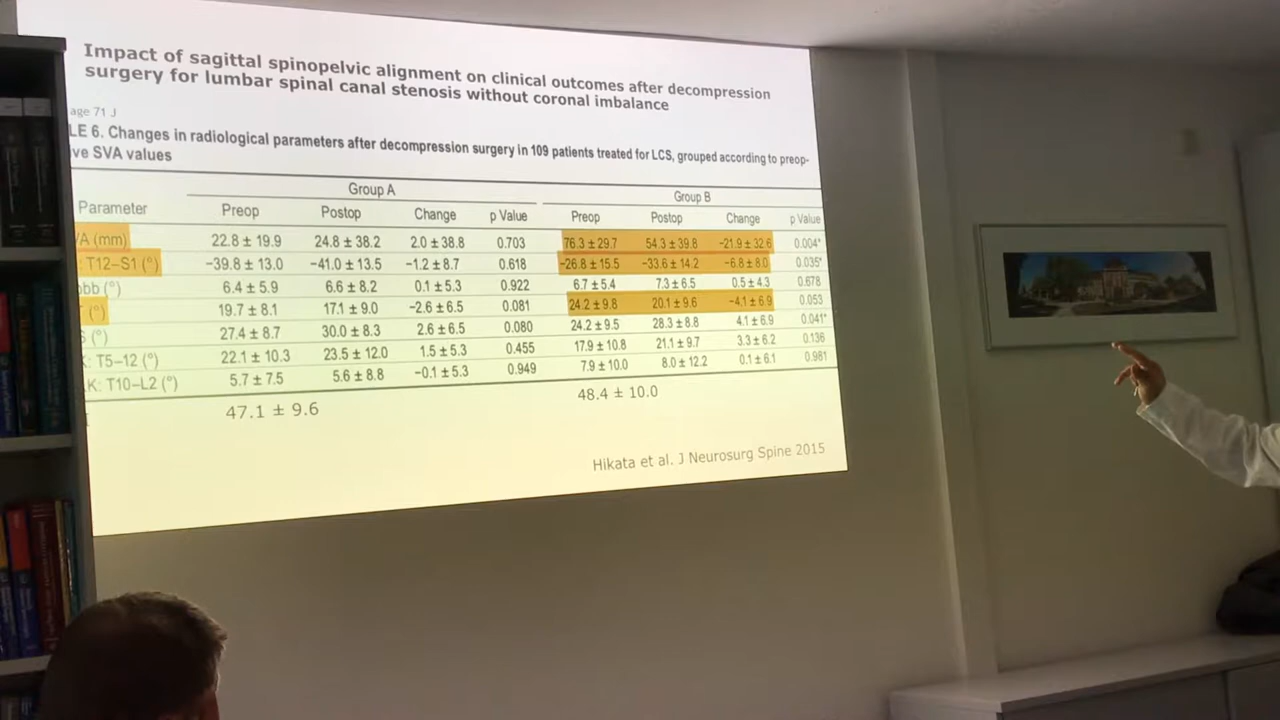 Impact of sagittal spinopelvic alignment on clinical outcomes after decompression
surgery for lumbar spinal canal stenosis without coronal imbalance
age 71 J
LE 6. Changes in radiological parameters after decompression surgery in 109 patients treated for LCS, grouped according to preop-
ve SVA values
Group A Group B
Parameter Preop Postop Change p Value Preop Postop Change p Value
/A (mm) 22.8 ± 19.9 24.8 ± 38.2 2.0 ± 38.8 0.703 76.3 ± 29.7 54.3 ± 39.8 −21.9 ± 32.6 0.004*
: T12–S1 (°) −39.8 ± 13.0 −41.0 ± 13.5 −1.2 ± 8.7 0.618 −26.8 ± 15.5 −33.6 ± 14.2 −6.8 ± 8.0 0.035*
bb (°) 6.4 ± 5.9 6.6 ± 8.2 0.1 ± 5.3 0.922 6.7 ± 5.4 7.3 ± 6.5 0.5 ± 4.3 0.678
(°) 19.7 ± 8.1 17.1 ± 9.0 −2.6 ± 6.5 0.081 24.2 ± 9.8 20.1 ± 9.6 −4.1 ± 6.9 0.053
(°) 27.4 ± 8.7 30.0 ± 8.3 2.6 ± 6.5 0.080 24.2 ± 9.5 28.3 ± 8.8 4.1 ± 6.9 0.041*
: T5–12 (°) 22.1 ± 10.3 23.5 ± 12.0 1.5 ± 5.3 0.455 17.9 ± 10.8 21.1 ± 9.7 3.3 ± 6.2 0.136
K: T10–L2 (°) 5.7 ± 7.5 5.6 ± 8.8 −0.1 ± 5.3 0.949 7.9 ± 10.0 8.0 ± 12.2 0.1 ± 6.1 0.981
47.1 ± 9.6 48.4 ± 10.0
Hikata et al. J Neurosurg Spine 2015